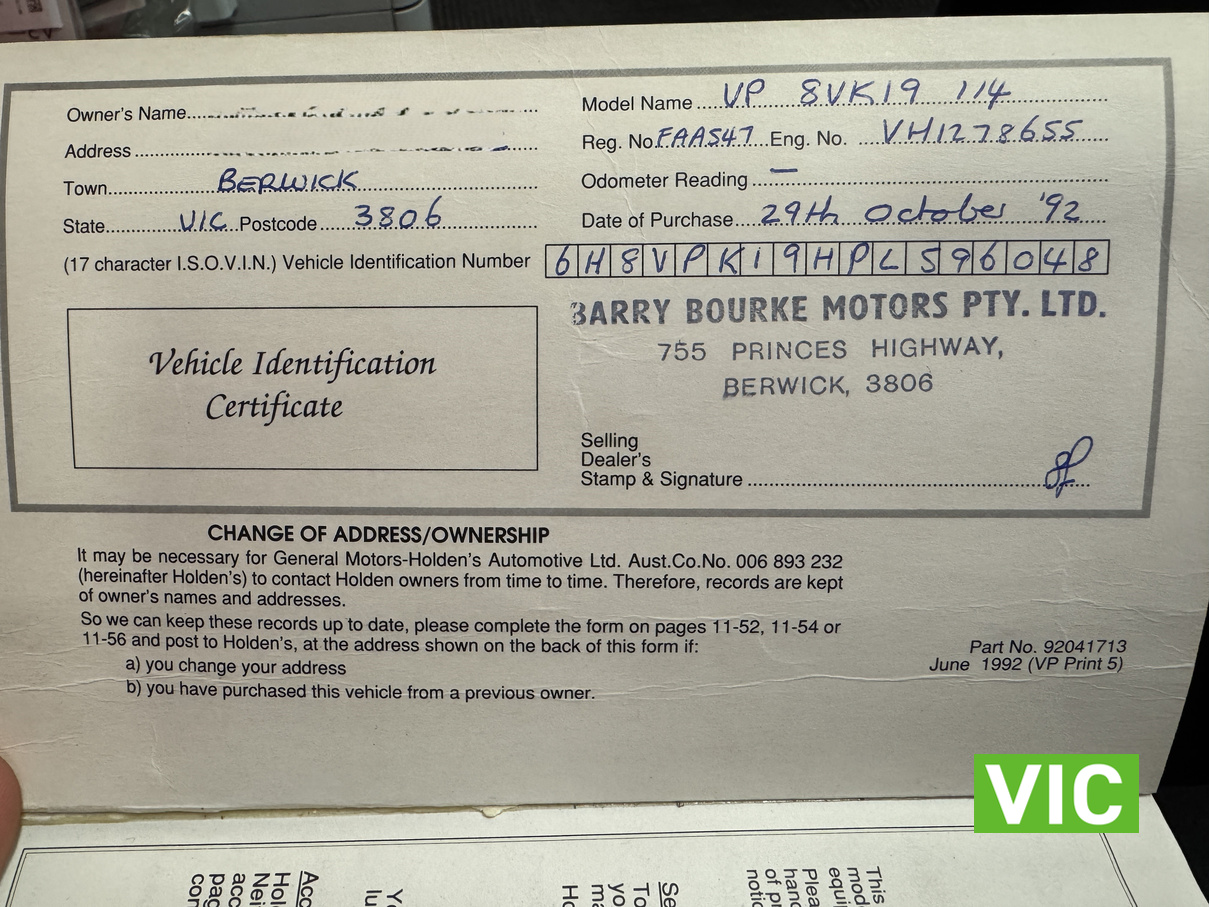 Owner's Name
Address
Town BERWICK
State VIC Postcode 3806
Model Name VP 8VK19 114
Reg. No FAA547 Eng. No. VH1278655
Odometer Reading —
Date of Purchase 29th October '92
(17 character I.S.O.V.I.N.) Vehicle Identification Number 6H8VPK19HPL596048
Vehicle Identification
Certificate
BARRY BOURKE MOTORS PTY. LTD.
755 PRINCES HIGHWAY,
BERWICK, 3806
Selling
Dealer's
Stamp & Signature
CHANGE OF ADDRESS/OWNERSHIP
It may be necessary for General Motors-Holden's Automotive Ltd. Aust.Co.No. 006 893 232
(hereinafter Holden's) to contact Holden owners from time to time. Therefore, records are kept
of owner's names and addresses.
So we can keep these records up to date, please complete the form on pages 11-52, 11-54 or
11-56 and post to Holden's, at the address shown on the back of this form if:
a) you change your address
b) you have purchased this vehicle from a previous owner.
Part No. 92041713
June 1992 (VP Print 5)
VIC